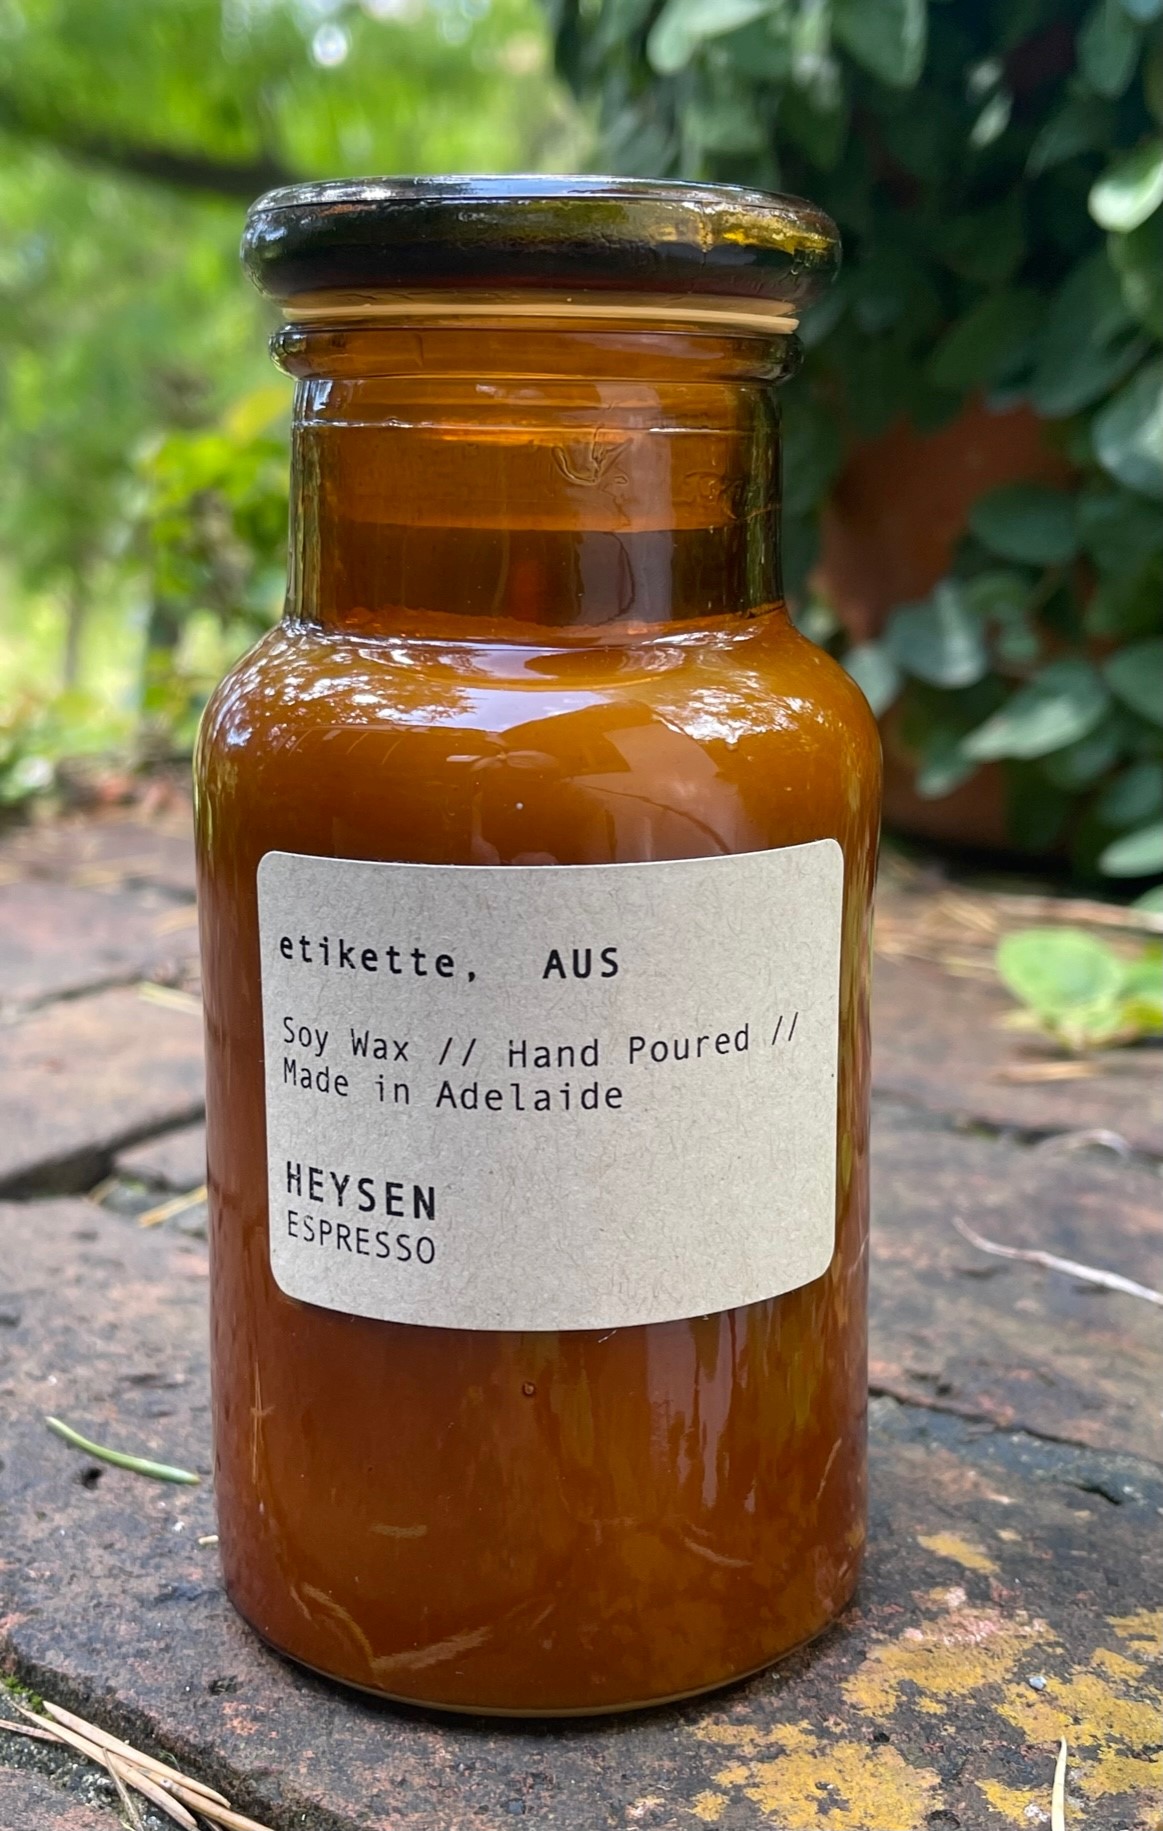 etikette, AUS
Soy Wax // Hand Poured //
Made in Adelaide
HEYSEN
ESPRESSO